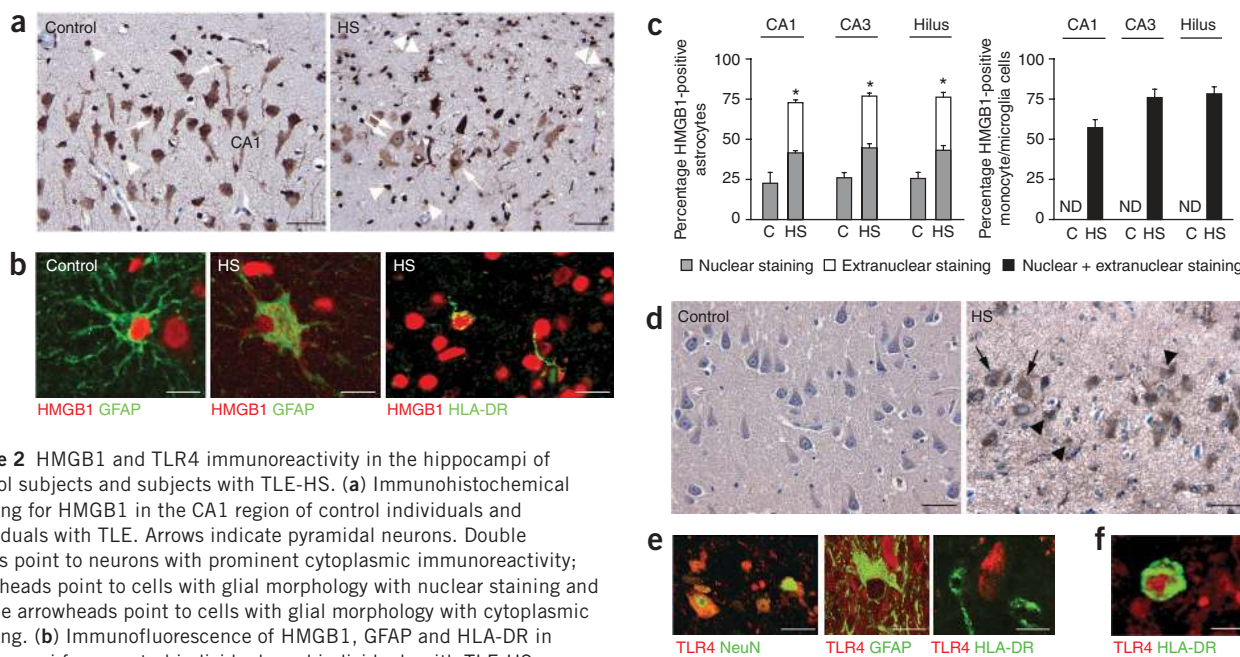 a
Control
HS
CA1
b
Control
HS
HS
HMGB1 GFAP
HMGB1 GFAP
HMGB1 HLA-DR
2 HMGB1 and TLR4 immunoreactivity in the hippocampi of
subjects and subjects with TLE-HS. (a) Immunohistochemical
for HMGB1 in the CA1 region of control individuals and
with TLE. Arrows indicate pyramidal neurons. Double
point to neurons with prominent cytoplasmic immunoreactivity;
point to cells with glial morphology with nuclear staining and
arrowheads point to cells with glial morphology with cytoplasmic
(b) Immunofluorescence of HMGB1, GFAP and HLA-DR in
c
CA1 CA3 Hilus
Percentage HMGB1-positive
astrocytes
100
75
50
25
0
C HS C HS C HS
* * *
CA1 CA3 Hilus
Percentage HMGB1-positive
monocyte/microglia cells
100
75
50
25
0
ND ND ND
C HS C HS C HS
Nuclear staining Extranuclear staining Nuclear + extranuclear staining
d
Control
HS
e
TLR4 NeuN
TLR4 GFAP
TLR4 HLA-DR
f
TLR4 HLA-DR